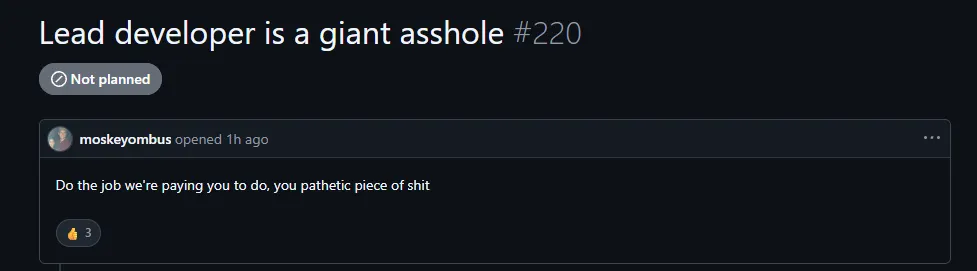 Lead developer is a giant asshole #220
Not planned
moskeyombus opened 1h ago
Do the job we're paying you to do, you pathetic piece of shit
👍 3